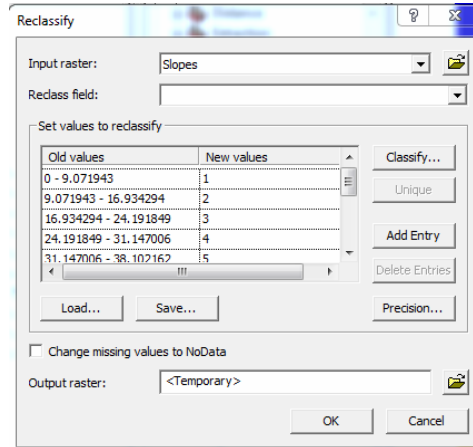 Reclassify
Input raster: Slopes
Reclass field:
Set values to reclassify
Old values New values
0 - 9.071943 1
9.071943 - 16.934294 2
16.934294 - 24.191849 3
24.191849 - 31.147006 4
31.147006 - 38.102162 5
Classify...
Unique
Add Entry
Delete Entries
Load... Save... Precision...
Change missing values to NoData
Output raster: <Temporary>
OK Cancel